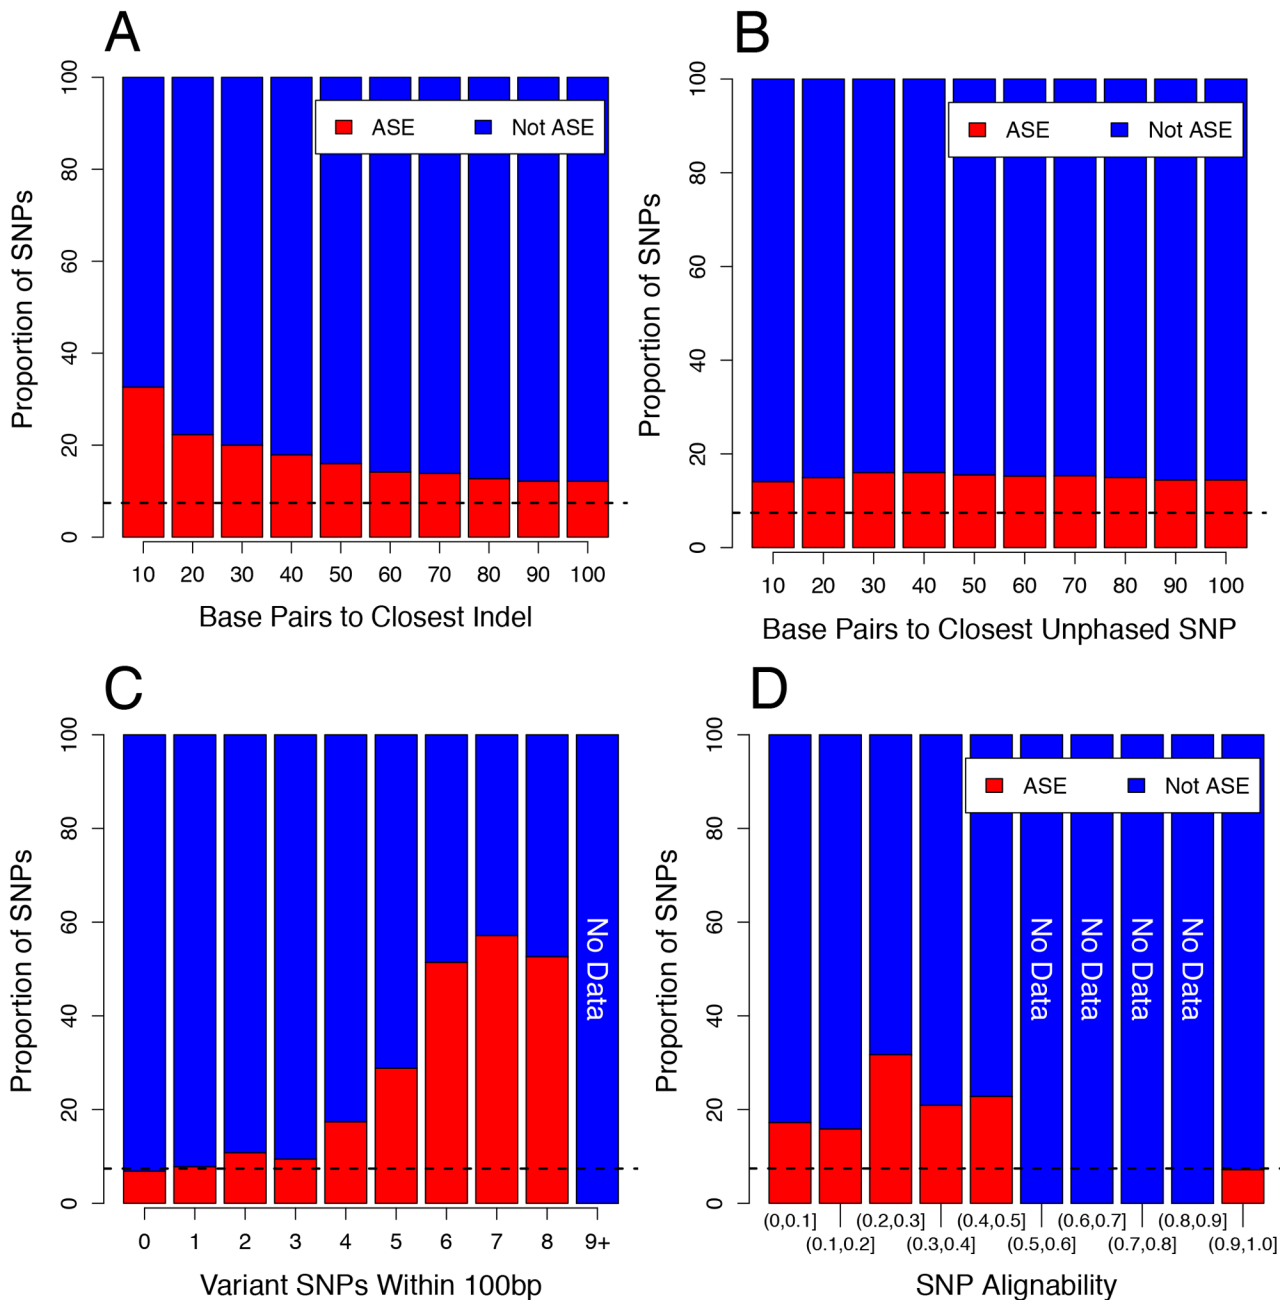 A
Proportion of SNPs
0
20
40
60
80
100
ASE
Not ASE
10 20 30 40 50 60 70 80 90 100
Base Pairs to Closest Indel
B
Proportion of SNPs
0
20
40
60
80
100
ASE
Not ASE
10 20 30 40 50 60 70 80 90 100
Base Pairs to Closest Unphased SNP
C
Proportion of SNPs
0
20
40
60
80
100
No Data
0 1 2 3 4 5 6 7 8 9+
Variant SNPs Within 100bp
D
Proportion of SNPs
0
20
40
60
80
100
ASE
Not ASE
No Data
No Data
No Data
No Data
(0,0.1] (0.2,0.3] (0.4,0.5] (0.6,0.7] (0.8,0.9]
(0.1,0.2] (0.3,0.4] (0.5,0.6] (0.7,0.8] (0.9,1.0]
SNP Alignability